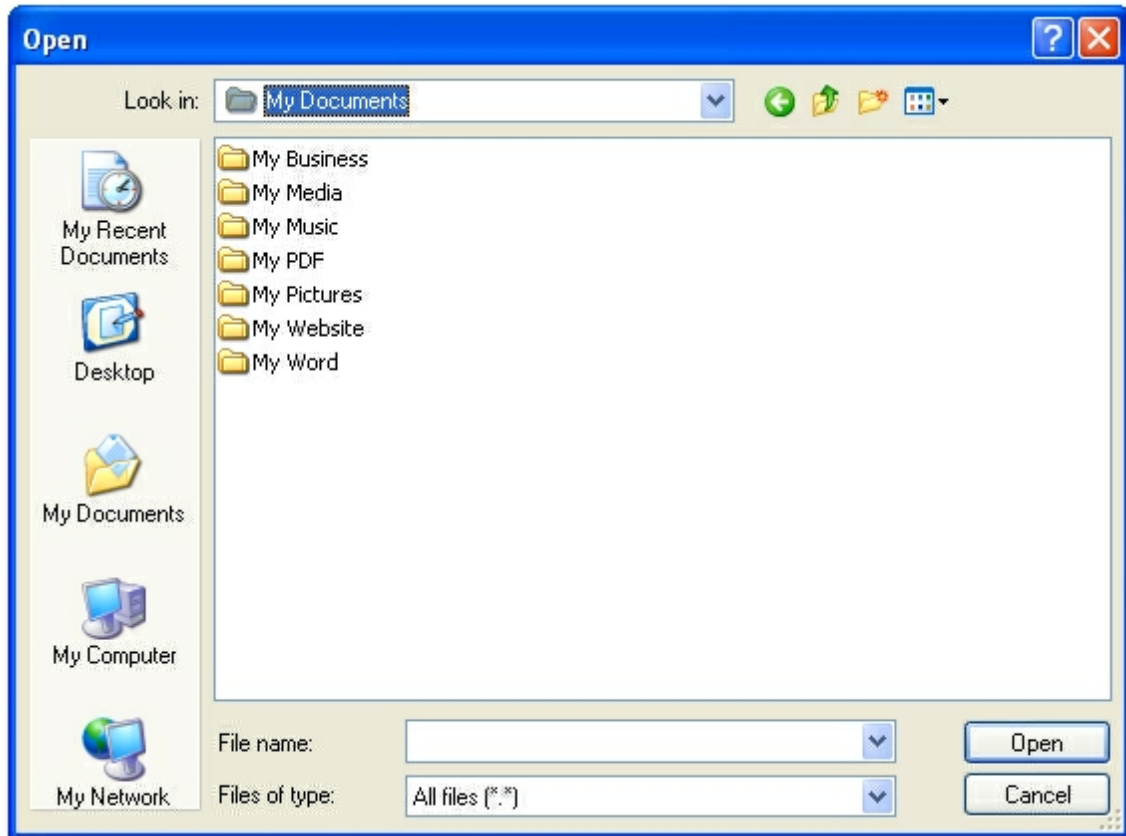 Open
Look in:
My Documents
My Recent
Documents
Desktop
My Documents
My Computer
My Network
My Business
My Media
My Music
My PDF
My Pictures
My Website
My Word
File name:
Open
Files of type:
All files (*.*)
Cancel